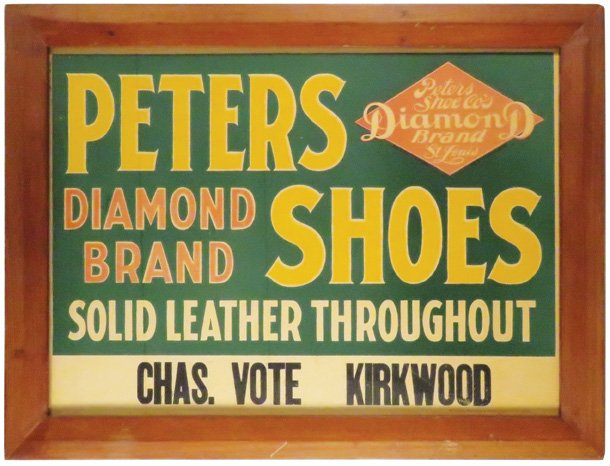 PETERS
Peters
Shoe Co's
Diamond
Brand
St. Louis
DIAMOND
BRAND
SHOES
SOLID LEATHER THROUGHOUT
CHAS. VOTE KIRKWOOD